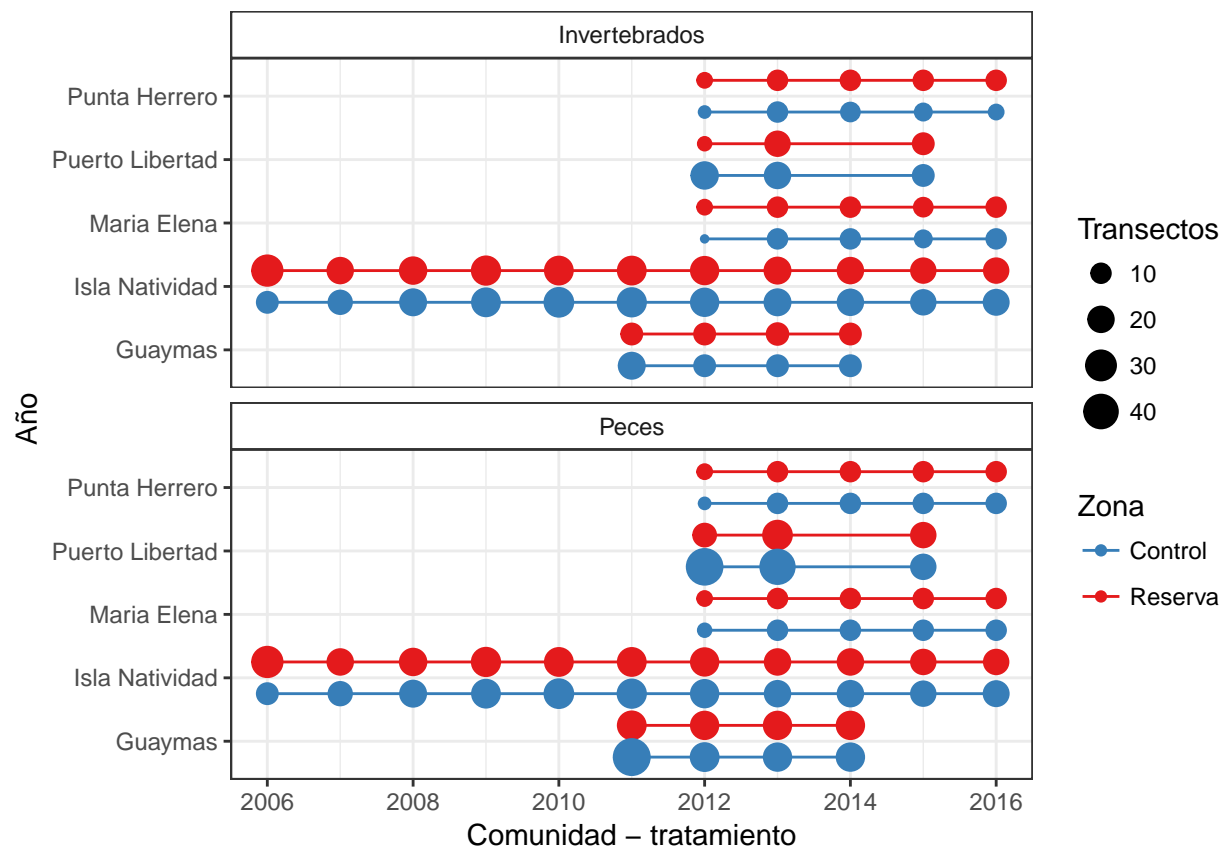 Invertebrados
Punta Herrero
Puerto Libertad
Maria Elena
Isla Natividad
Guaymas
Peces
Punta Herrero
Puerto Libertad
Maria Elena
Isla Natividad
Guaymas
2006 2008 2010 2012 2014 2016
Comunidad − tratamiento
Año
Transectos
10
20
30
40
Zona
Control
Reserva